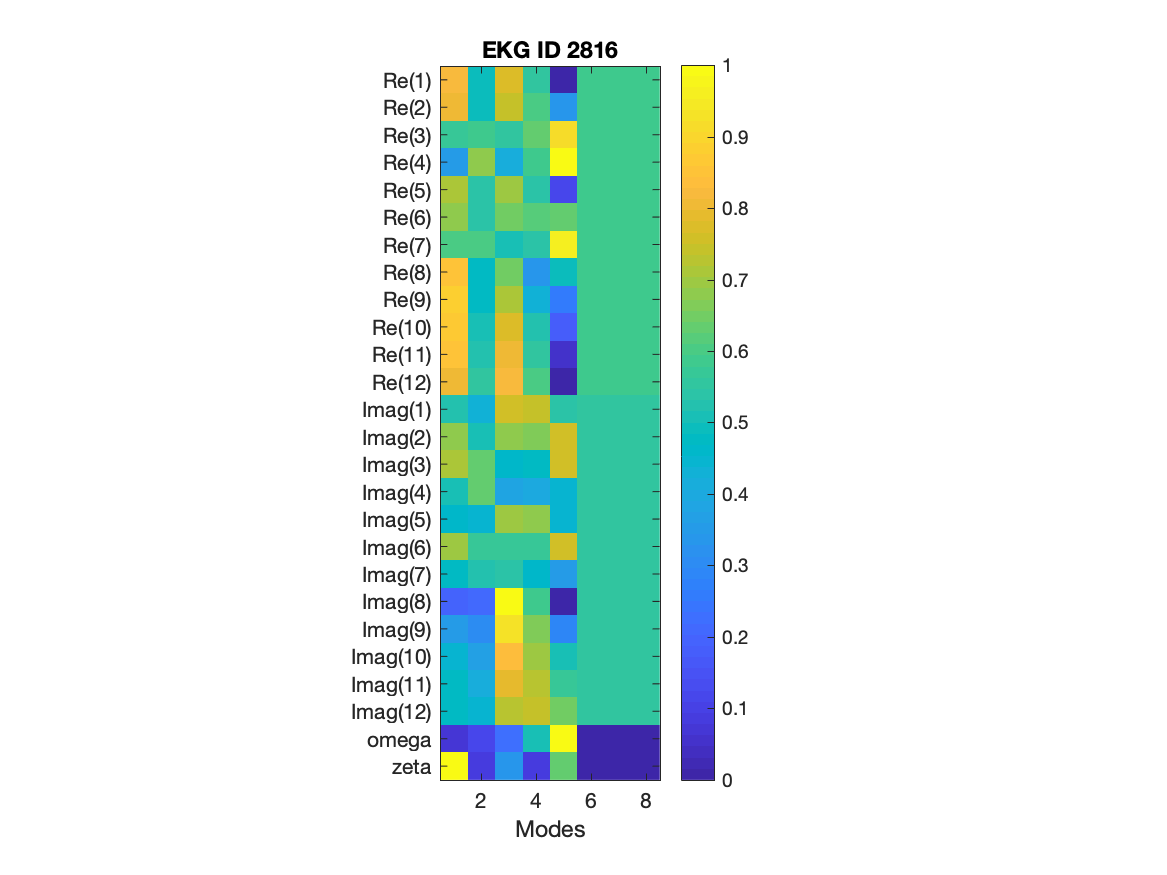 EKG ID 2816
Re(1)
Re(2)
Re(3)
Re(4)
Re(5)
Re(6)
Re(7)
Re(8)
Re(9)
Re(10)
Re(11)
Re(12)
Imag(1)
Imag(2)
Imag(3)
Imag(4)
Imag(5)
Imag(6)
Imag(7)
Imag(8)
Imag(9)
Imag(10)
Imag(11)
Imag(12)
omega
zeta
2 4 6 8
Modes
1
0.9
0.8
0.7
0.6
0.5
0.4
0.3
0.2
0.1
0